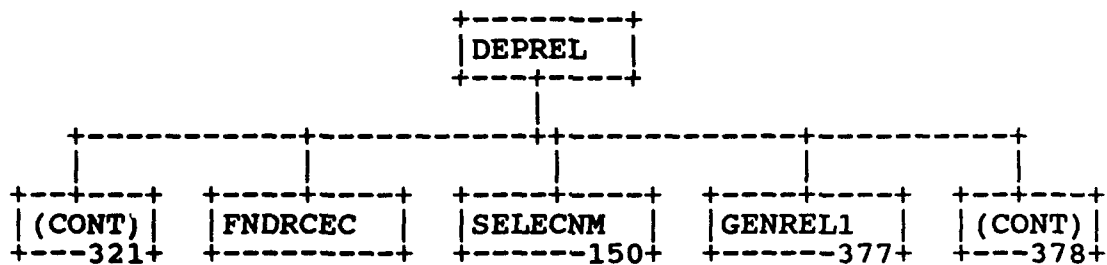 DEPREL
(CONT) FNDRCEC SELECNM GENREL1 (CONT)
321 150 377 378